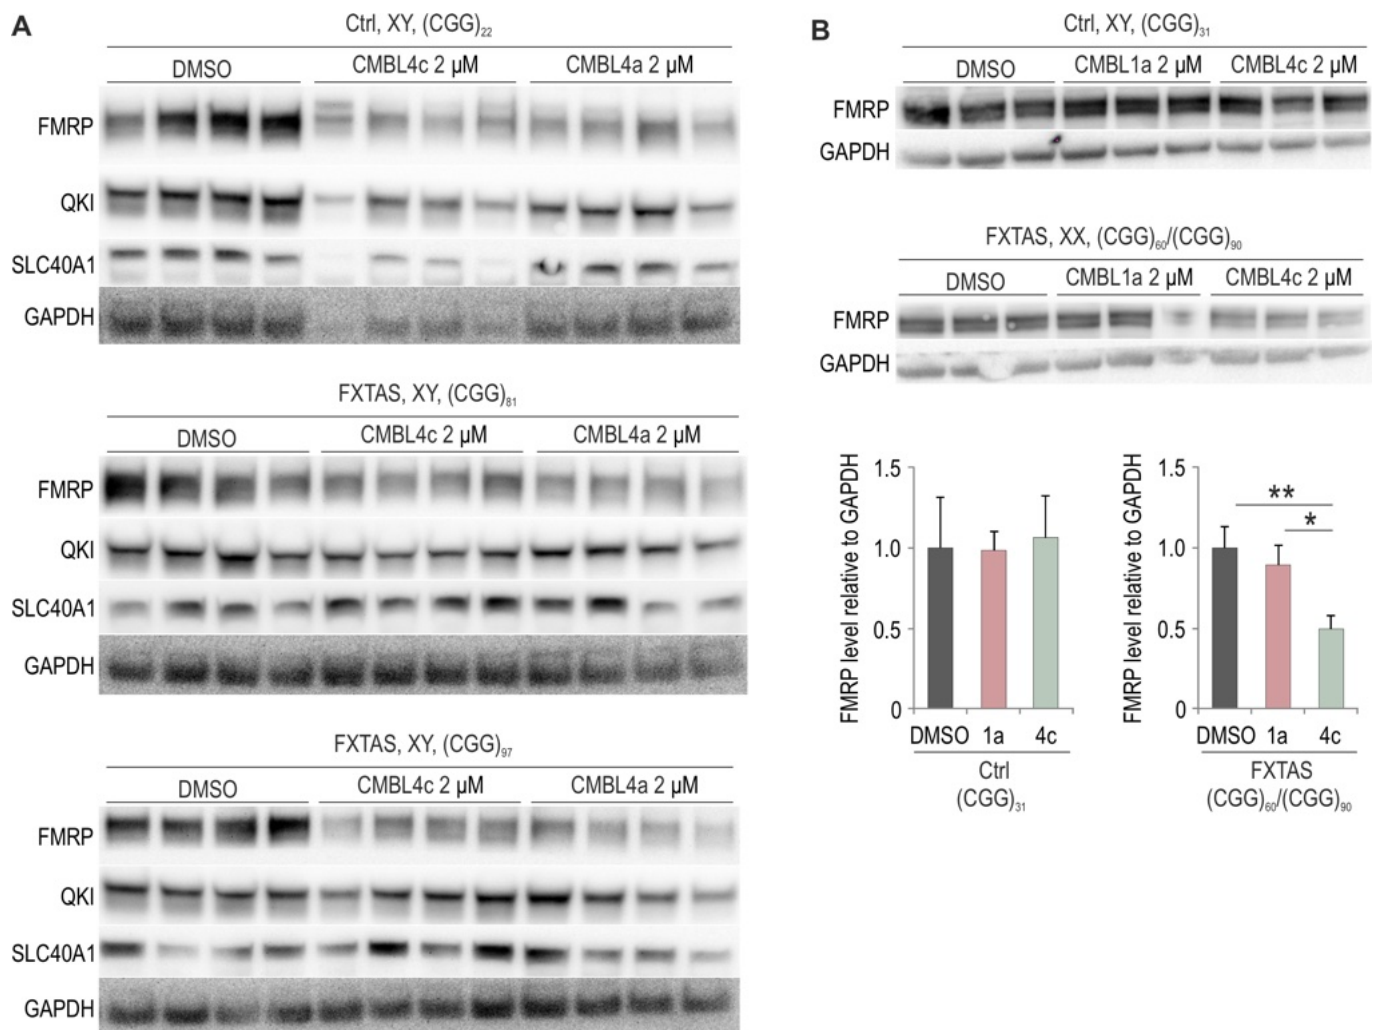 A
Ctrl, XY, (CGG)₂₂
DMSO CMBL4c 2 µM CMBL4a 2 µM
FMRP
QKI
SLC40A1
GAPDH
FXTAS, XY, (CGG)₈₁
DMSO CMBL4c 2 µM CMBL4a 2 µM
FMRP
QKI
SLC40A1
GAPDH
FXTAS, XY, (CGG)₉₇
DMSO CMBL4c 2 µM CMBL4a 2 µM
FMRP
QKI
SLC40A1
GAPDH
B
Ctrl, XY, (CGG)₃₁
DMSO CMBL1a 2 µM CMBL4c 2 µM
FMRP
GAPDH
FXTAS, XX, (CGG)₆₀/(CGG)₉₀
DMSO CMBL1a 2 µM CMBL4c 2 µM
FMRP
GAPDH
FMRP level relative to GAPDH
1.5
1.0
0.5
0
DMSO 1a 4c
Ctrl
(CGG)₃₁
FMRP level relative to GAPDH
1.5
1.0
0.5
0
**
*
DMSO 1a 4c
FXTAS
(CGG)₆₀/(CGG)₉₀